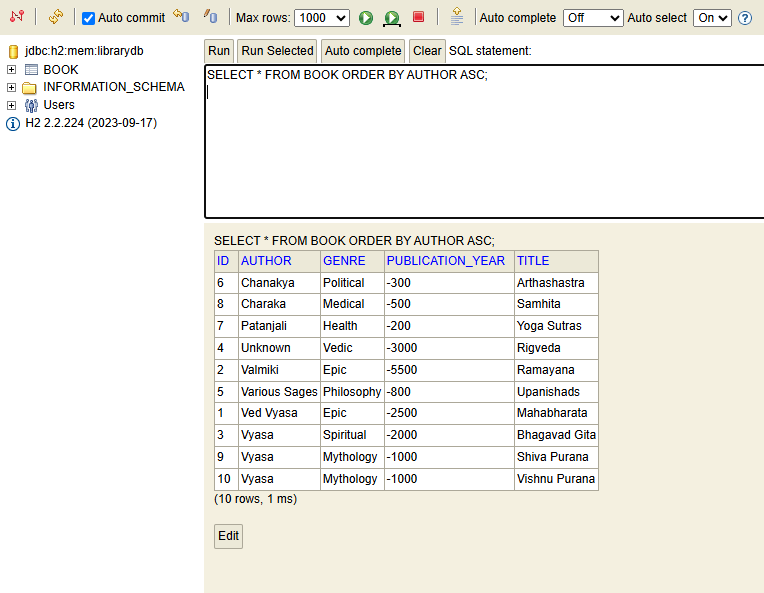 Auto commit Max rows: 1000 Auto complete Off Auto select On ?
jdbc:h2:mem:librarydb
BOOK
INFORMATION_SCHEMA
Users
H2 2.2.224 (2023-09-17)
Run Run Selected Auto complete Clear SQL statement:
SELECT * FROM BOOK ORDER BY AUTHOR ASC;
SELECT * FROM BOOK ORDER BY AUTHOR ASC;
ID AUTHOR GENRE PUBLICATION_YEAR TITLE
6 Chanakya Political -300 Arthashastra
8 Charaka Medical -500 Samhita
7 Patanjali Health -200 Yoga Sutras
4 Unknown Vedic -3000 Rigveda
2 Valmiki Epic -5500 Ramayana
5 Various Sages Philosophy -800 Upanishads
1 Ved Vyasa Epic -2500 Mahabharata
3 Vyasa Spiritual -2000 Bhagavad Gita
9 Vyasa Mythology -1000 Shiva Purana
10 Vyasa Mythology -1000 Vishnu Purana
(10 rows, 1 ms)
Edit